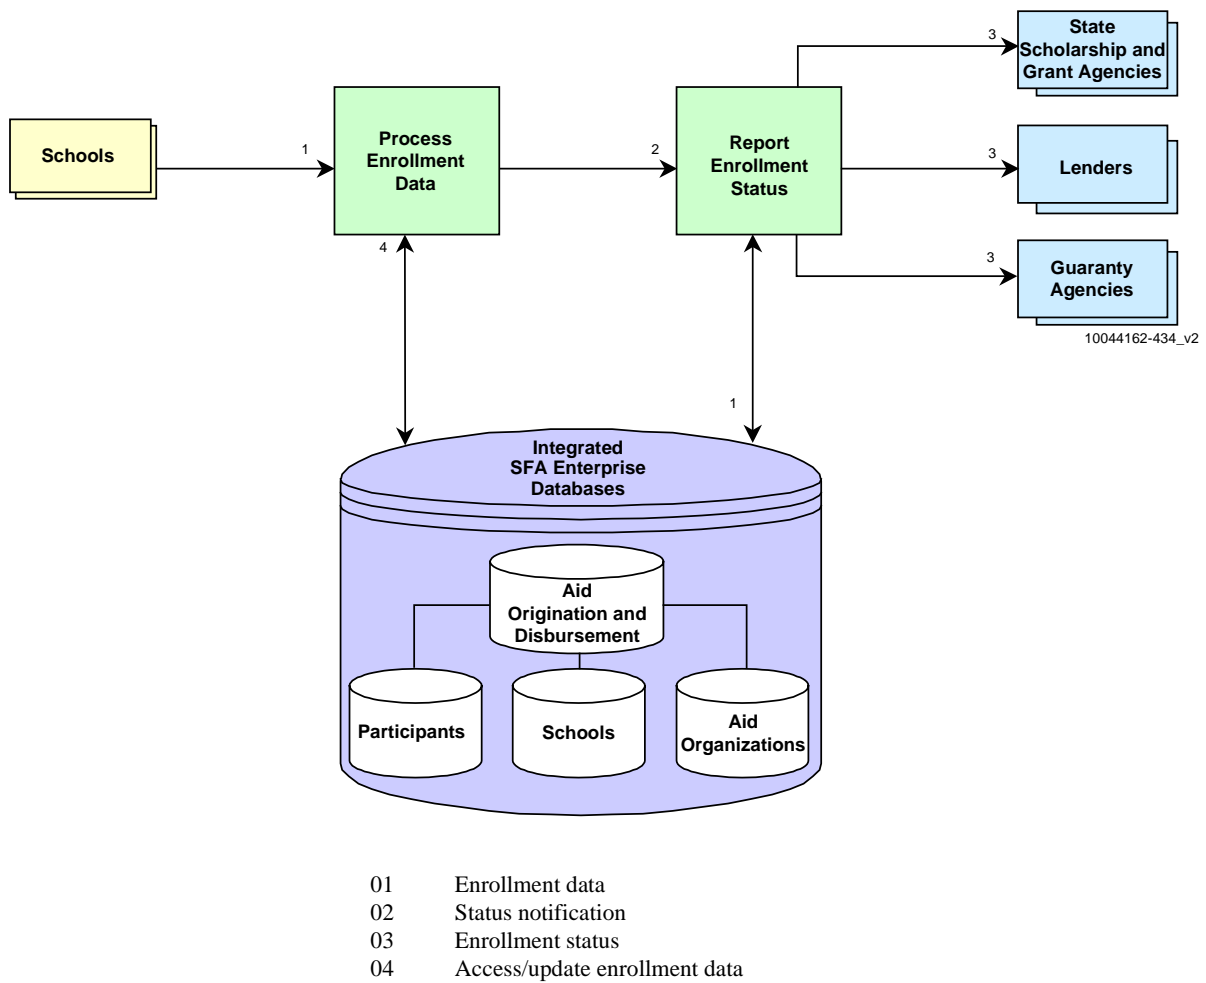 3
State
Scholarship and
Grant Agencies
Schools
1
Process
Enrollment
Data
2
Report
Enrollment
Status
3
Lenders
4
3
Guaranty
Agencies
10044162-434_v2
1
Integrated
SFA Enterprise
Databases
Aid
Origination and
Disbursement
Participants
Schools
Aid
Organizations
01 Enrollment data
02 Status notification
03 Enrollment status
04 Access/update enrollment data